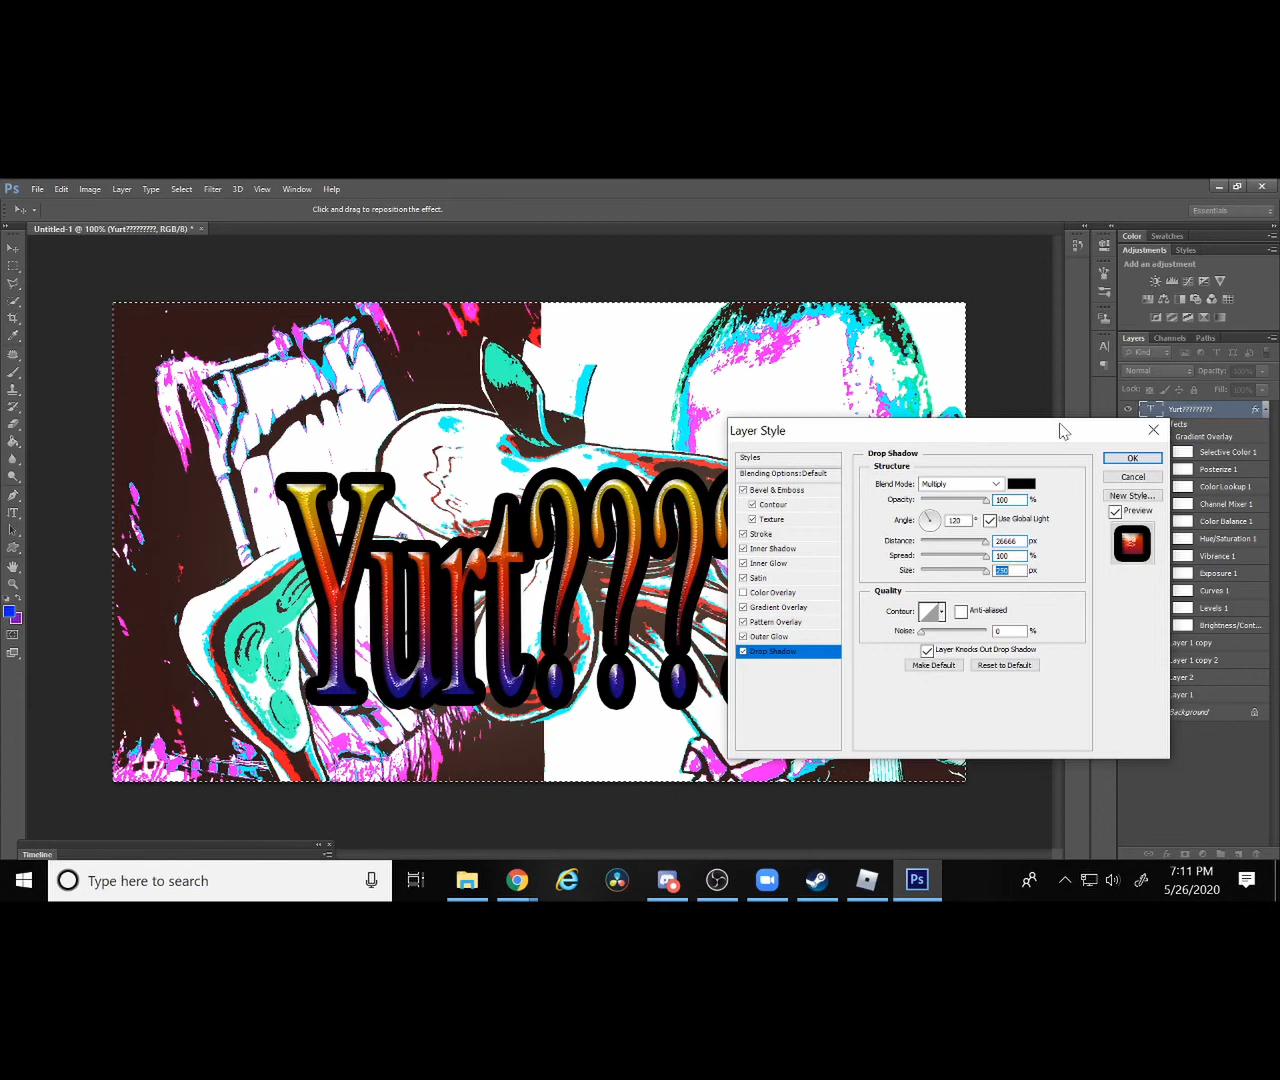 Ps File Edit Image Layer Type Select Filter 3D View Window Help
Click and drag to reposition the effect.
Essentials
Untitled-1 @ 100% (Yurt?????????, RGB/8) * ×
Color Swatches
Adjustments Styles
Add an adjustment
Layers Channels Paths
Kind
Normal Opacity: 100%
Lock: Fill: 100%
T Yurt????????? fx
ffects
Gradient Overlay
Selective Color 1
Posterize 1
Color Lookup 1
Channel Mixer 1
Color Balance 1
Hue/Saturation 1
Vibrance 1
Exposure 1
Curves 1
Levels 1
Brightness/Cont...
ayer 1 copy
ayer 1 copy 2
ayer 2
ayer 1
Background
Yurt????
Layer Style
Styles
Blending Options:Default
Bevel & Emboss
Contour
Texture
Stroke
Inner Shadow
Inner Glow
Satin
Color Overlay
Gradient Overlay
Pattern Overlay
Outer Glow
Drop Shadow
Drop Shadow
Structure
Blend Mode: Multiply
Opacity: 100 %
Angle: 120 ° Use Global Light
Distance: 26666 px
Spread: 100 %
Size: 250 px
Quality
Contour: Anti-aliased
Noise: 0 %
Layer Knocks Out Drop Shadow
Make Default Reset to Default
OK
Cancel
New Style...
Preview
Timeline
Type here to search
Ps
7:11 PM
5/26/2020